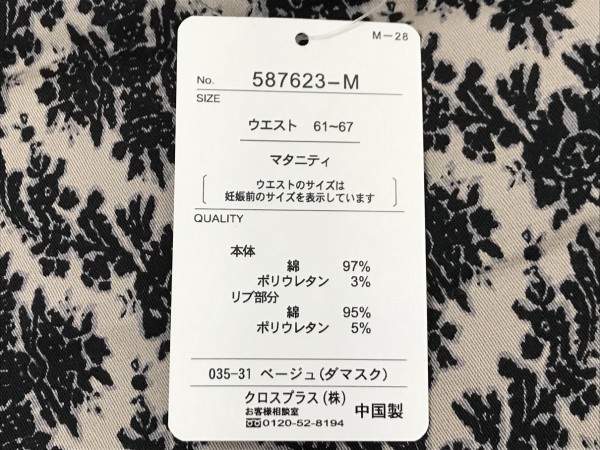 M-28
No. 587623-M
SIZE
ウエスト 61~67
マタニティ
ウエストのサイズは
妊娠前のサイズを表示しています
QUALITY
本体
綿 97%
ポリウレタン 3%
リブ部分
綿 95%
ポリウレタン 5%
035-31 ベージュ(ダマスク)
クロスプラス(株)
お客様相談室 中国製
0120-52-8194